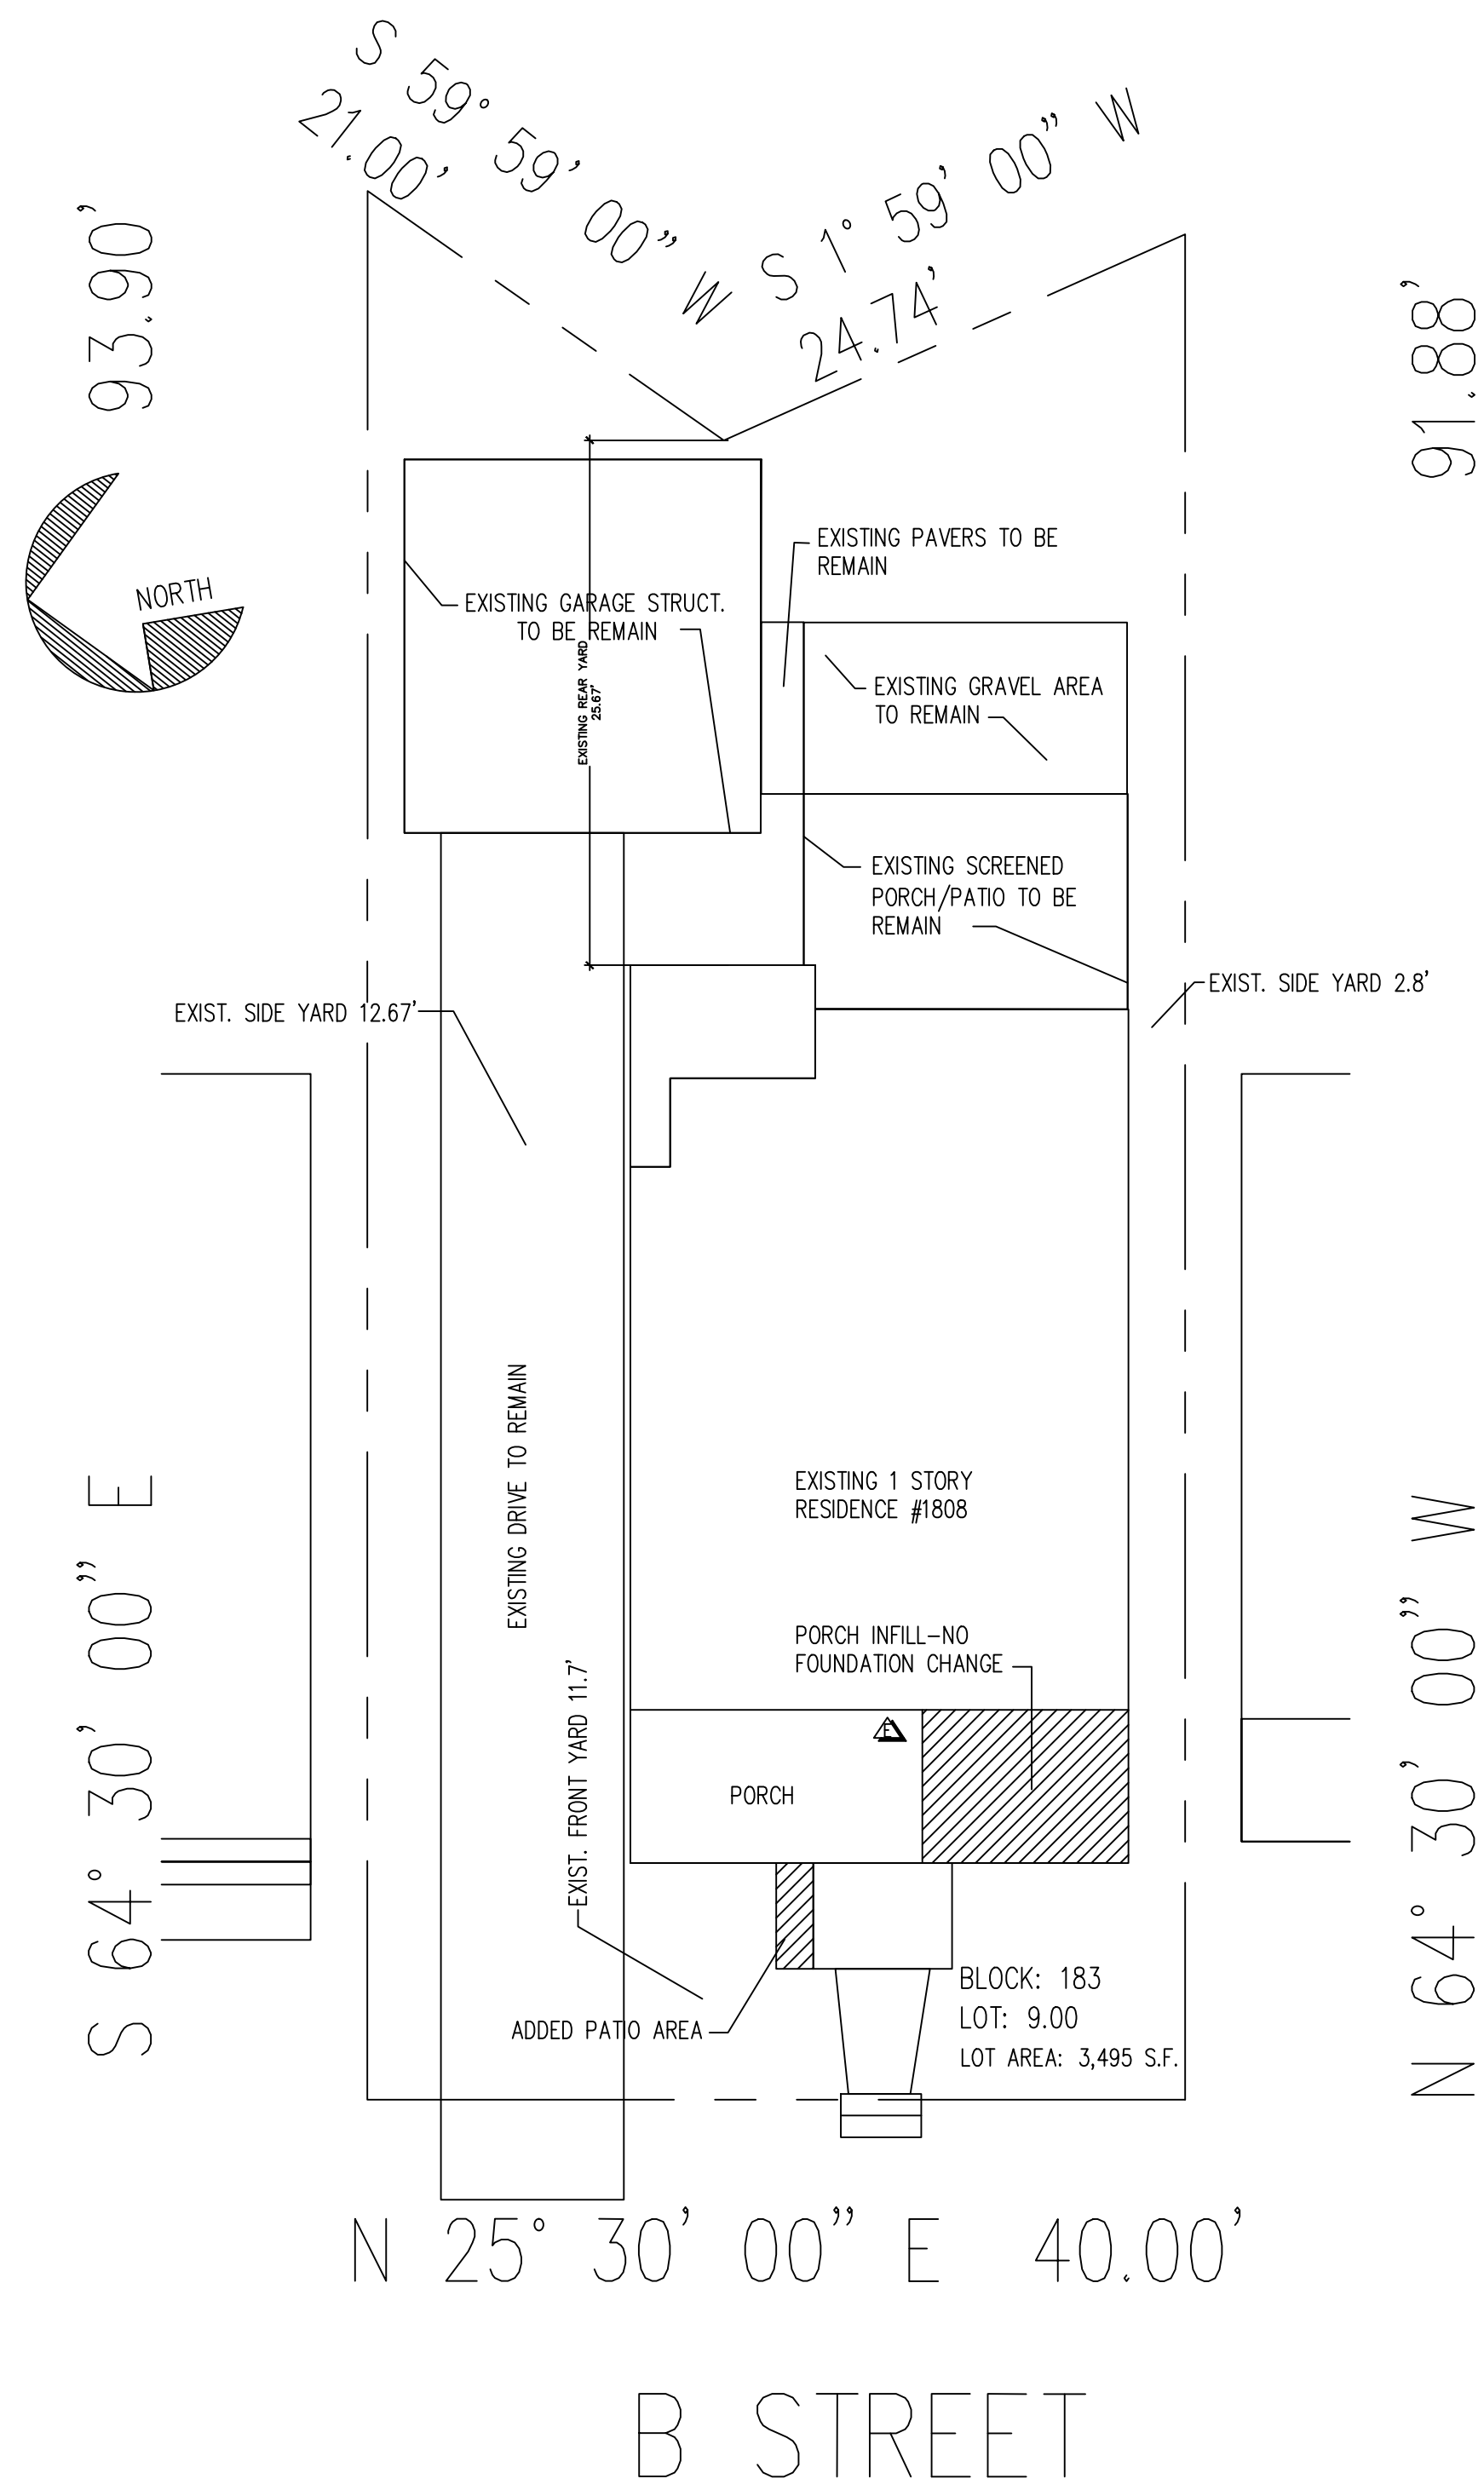 S 59° 59' 00" W
21.00'
S 1° 59' 00" W
24.74'
93.90'
91.88'
NORTH
EXISTING PAVERS TO BE
REMAIN
EXISTING GARAGE STRUCT.
TO BE REMAIN
EXISTING REAR YARD
25.67'
EXISTING GRAVEL AREA
TO REMAIN
EXISTING SCREENED
PORCH/PATIO TO BE
REMAIN
EXIST. SIDE YARD 2.8'
EXIST. SIDE YARD 12.67'
EXISTING DRIVE TO REMAIN
EXISTING 1 STORY
RESIDENCE #1808
PORCH INFILL-NO
FOUNDATION CHANGE
EXIST. FRONT YARD 11.7'
E
PORCH
S 64° 30' 00" E
N 64° 30' 00" W
ADDED PATIO AREA
BLOCK: 183
LOT: 9.00
LOT AREA: 3,495 S.F.
N 25° 30' 00" E 40.00'
B STREET